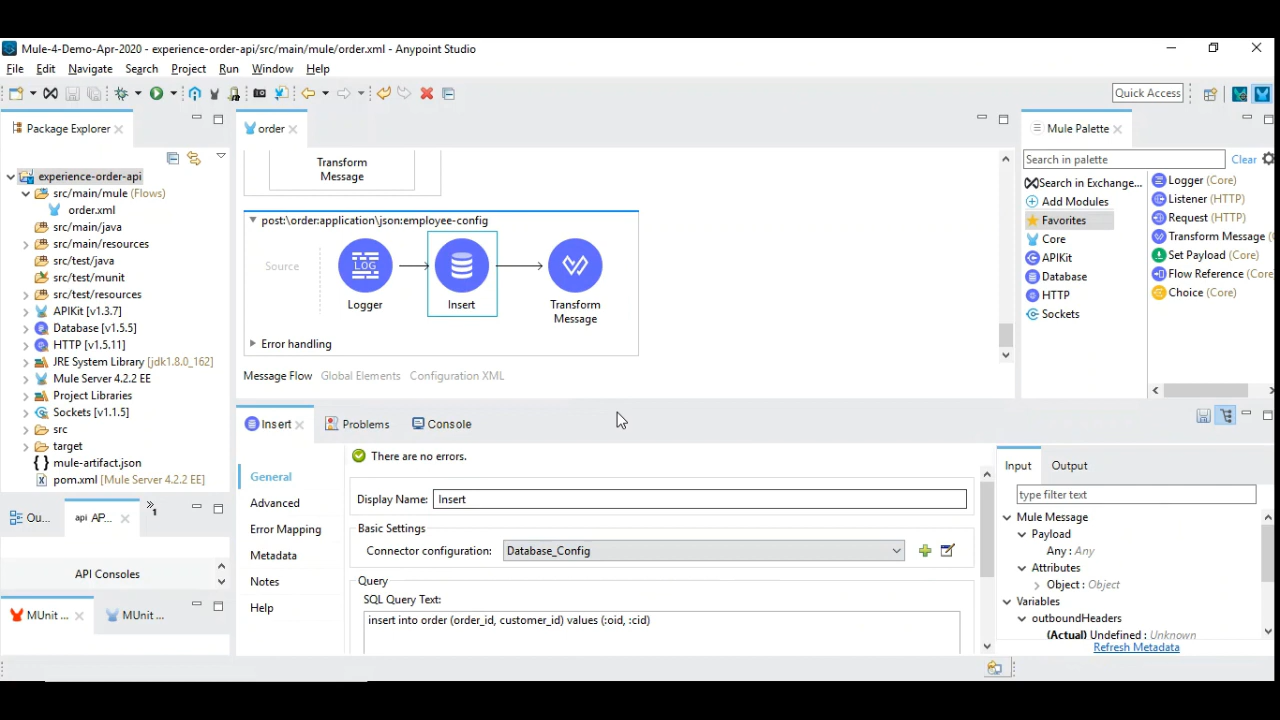 Mule-4-Demo-Apr-2020 - experience-order-api/src/main/mule/order.xml - Anypoint Studio
File Edit Navigate Search Project Run Window Help
Quick Access
Package Explorer
experience-order-api
src/main/mule (Flows)
order.xml
src/main/java
src/main/resources
src/test/java
src/test/munit
src/test/resources
APIKit [v1.3.7]
Database [v1.5.5]
HTTP [v1.5.11]
JRE System Library [jdk1.8.0_162]
Mule Server 4.2.2 EE
Project Libraries
Sockets [v1.1.5]
src
target
mule-artifact.json
pom.xml [Mule Server 4.2.2 EE]
Ou... api AP... 1
API Consoles
MUnit ... MUnit ...
order
Transform
Message
post:\order:application\json:employee-config
Source
LOG
Logger
Insert
Transform
Message
Error handling
Message Flow Global Elements Configuration XML
Mule Palette
Search in palette Clear
Search in Exchange...
Add Modules
Favorites
Core
APIKit
Database
HTTP
Sockets
Logger (Core)
Listener (HTTP)
Request (HTTP)
Transform Message (Core)
Set Payload (Core)
Flow Reference (Core)
Choice (Core)
Insert Problems Console
There are no errors.
General
Advanced
Error Mapping
Metadata
Notes
Help
Display Name: Insert
Basic Settings
Connector configuration: Database_Config
Query
SQL Query Text:
insert into order (order_id, customer_id) values (:oid, :cid)
Input Output
type filter text
Mule Message
Payload
Any : Any
Attributes
Object : Object
Variables
outboundHeaders
(Actual) Undefined : Unknown
Refresh Metadata